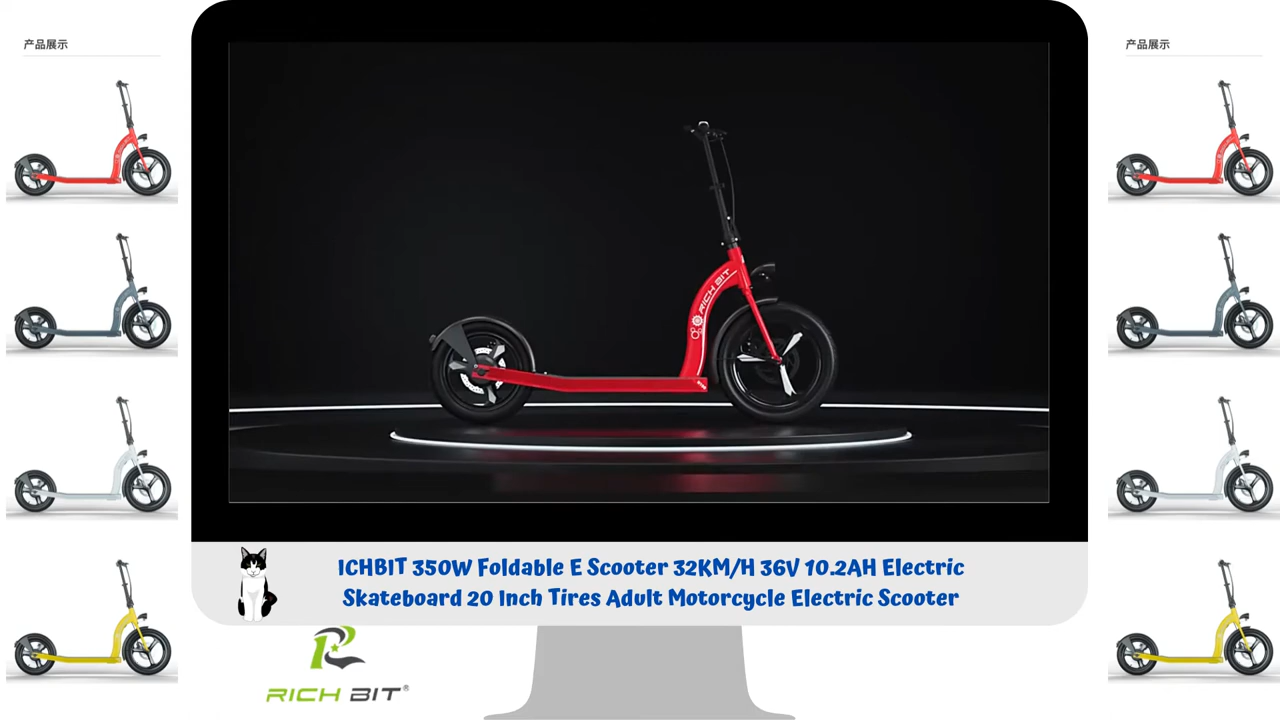 产品展示
产品展示
RICH BIT
ICHBIT 350W Foldable E Scooter 32KM/H 36V 10.2AH Electric
Skateboard 20 Inch Tires Adult Motorcycle Electric Scooter
RICH BIT®